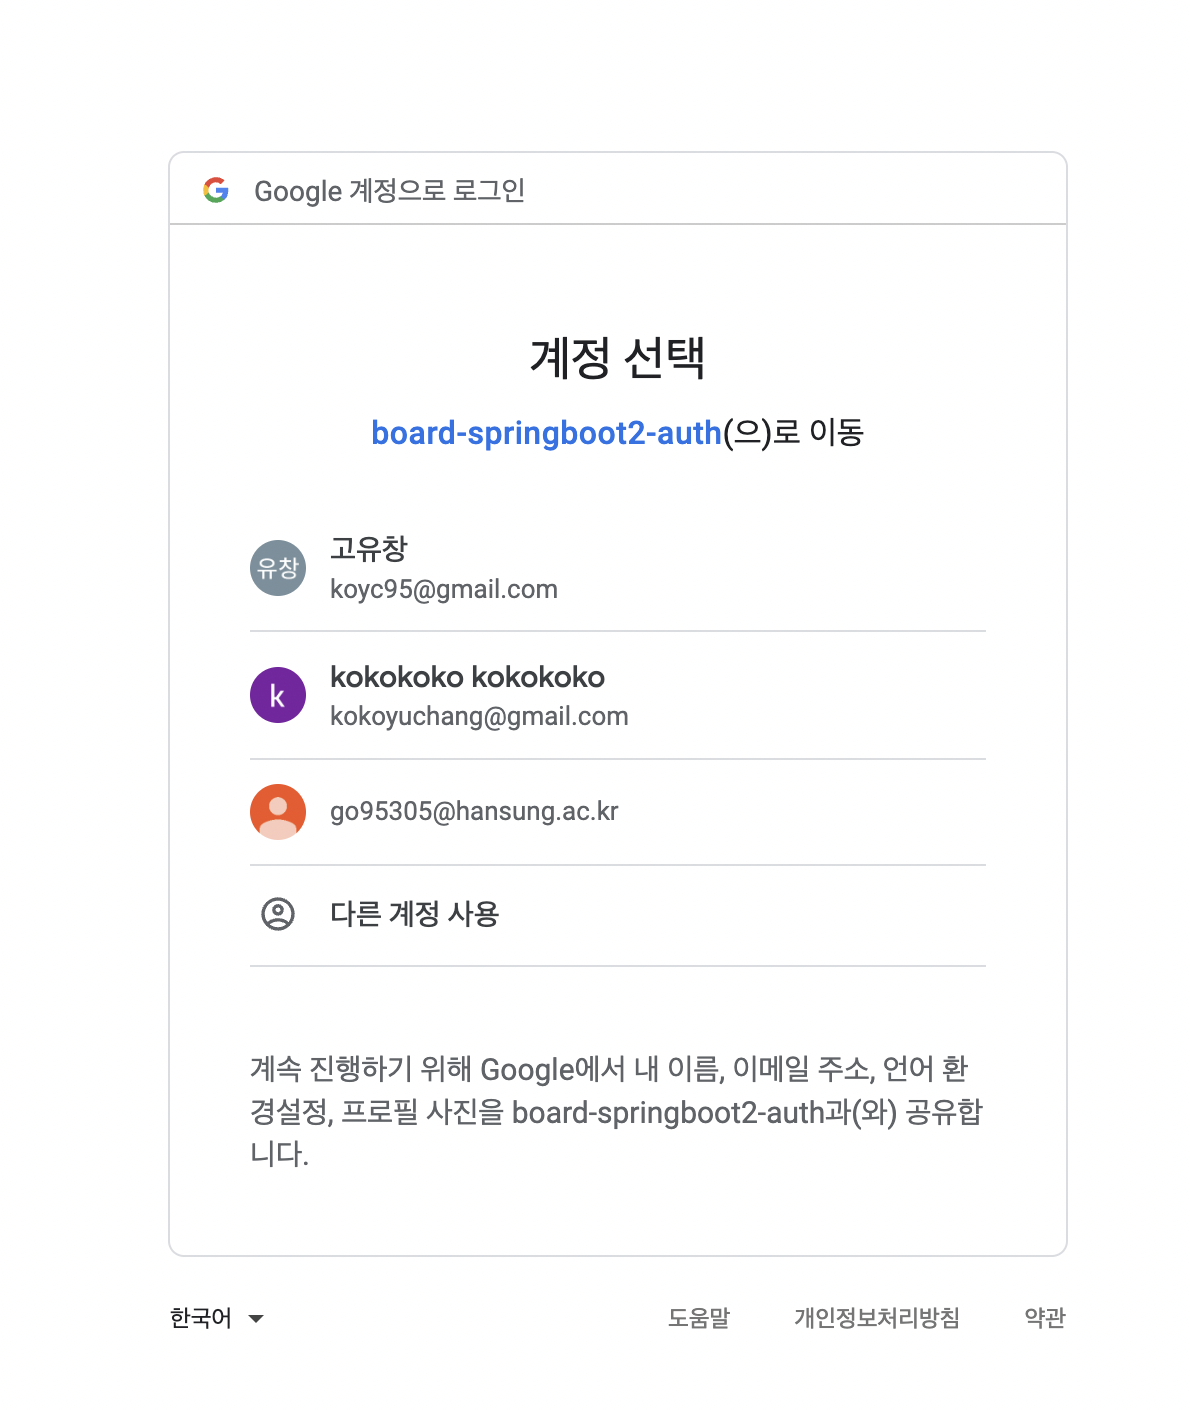 Google 계정으로 로그인
계정 선택
board-springboot2-auth(으)로 이동
유창
고유창
koyc95@gmail.com
k
kokokoko kokokoko
kokoyuchang@gmail.com
go95305@hansung.ac.kr
다른 계정 사용
계속 진행하기 위해 Google에서 내 이름, 이메일 주소, 언어 환
경설정, 프로필 사진을 board-springboot2-auth과(와) 공유합
니다.
한국어
도움말
개인정보처리방침
약관